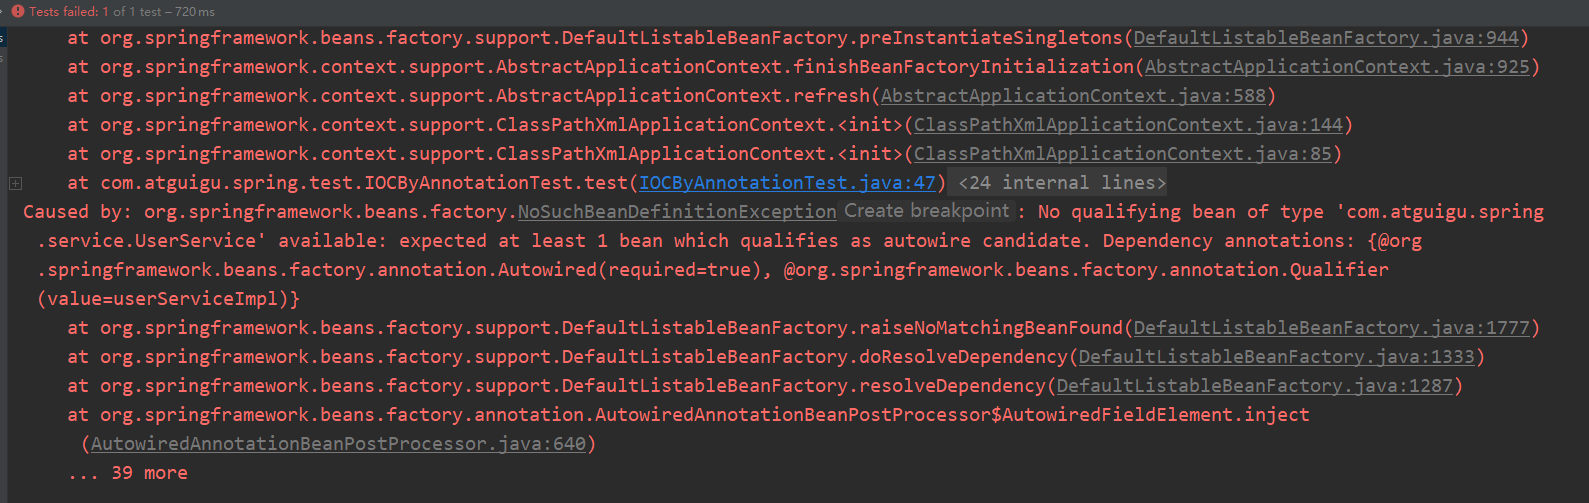 Tests failed: 1 of 1 test – 720 ms
at org.springframework.beans.factory.support.DefaultListableBeanFactory.preInstantiateSingletons(DefaultListableBeanFactory.java:944)
at org.springframework.context.support.AbstractApplicationContext.finishBeanFactoryInitialization(AbstractApplicationContext.java:925)
at org.springframework.context.support.AbstractApplicationContext.refresh(AbstractApplicationContext.java:588)
at org.springframework.context.support.ClassPathXmlApplicationContext.<init>(ClassPathXmlApplicationContext.java:144)
at org.springframework.context.support.ClassPathXmlApplicationContext.<init>(ClassPathXmlApplicationContext.java:85)
at com.atguigu.spring.test.IOCByAnnotationTest.test(IOCByAnnotationTest.java:47) <24 internal lines>
Caused by: org.springframework.beans.factory.NoSuchBeanDefinitionException Create breakpoint : No qualifying bean of type 'com.atguigu.spring
.service.UserService' available: expected at least 1 bean which qualifies as autowire candidate. Dependency annotations: {@org
.springframework.beans.factory.annotation.Autowired(required=true), @org.springframework.beans.factory.annotation.Qualifier
(value=userServiceImpl)}
at org.springframework.beans.factory.support.DefaultListableBeanFactory.raiseNoMatchingBeanFound(DefaultListableBeanFactory.java:1777)
at org.springframework.beans.factory.support.DefaultListableBeanFactory.doResolveDependency(DefaultListableBeanFactory.java:1333)
at org.springframework.beans.factory.support.DefaultListableBeanFactory.resolveDependency(DefaultListableBeanFactory.java:1287)
at org.springframework.beans.factory.annotation.AutowiredAnnotationBeanPostProcessor$AutowiredFieldElement.inject
(AutowiredAnnotationBeanPostProcessor.java:640)
... 39 more